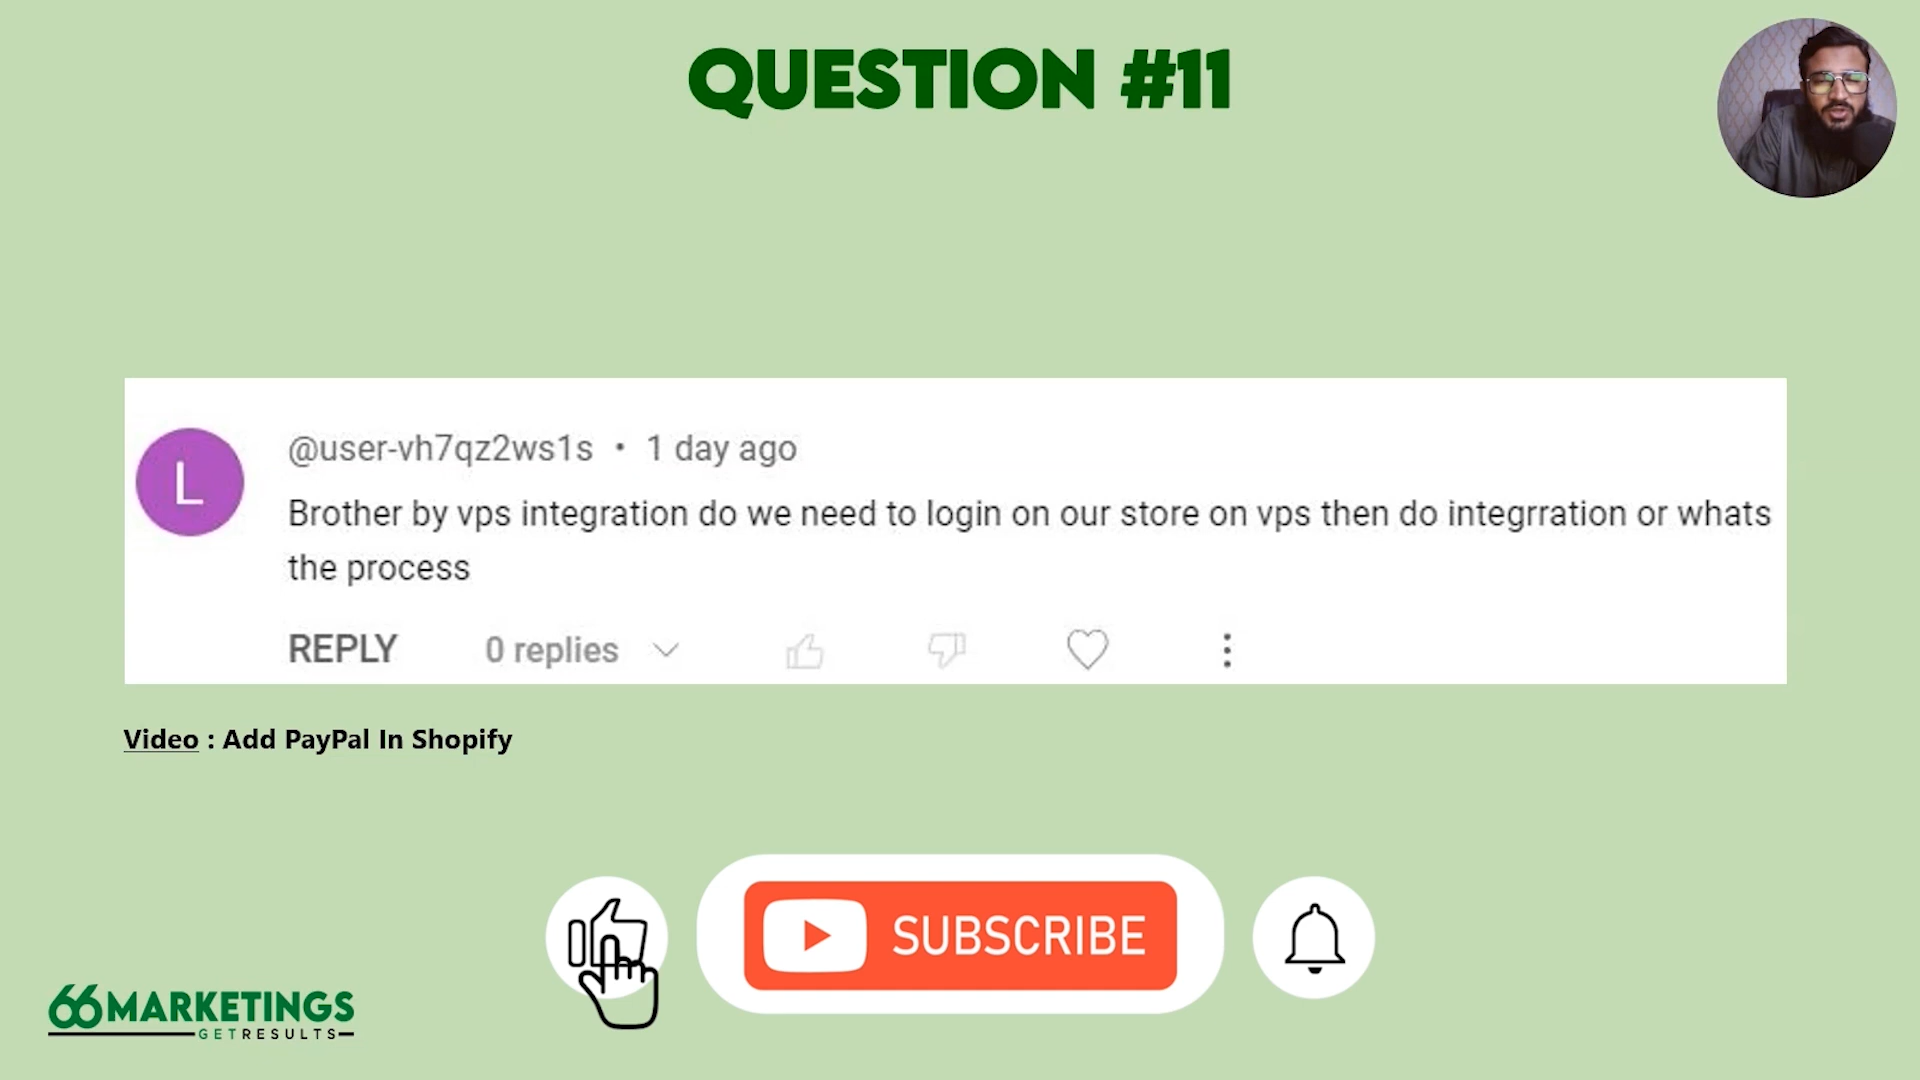 QUESTION #11
L
@user-vh7qz2ws1s • 1 day ago
Brother by vps integration do we need to login on our store on vps then do integrration or whats
the process
REPLY 0 replies
Video : Add PayPal In Shopify
SUBSCRIBE
66MARKETINGS
GETRESULTS